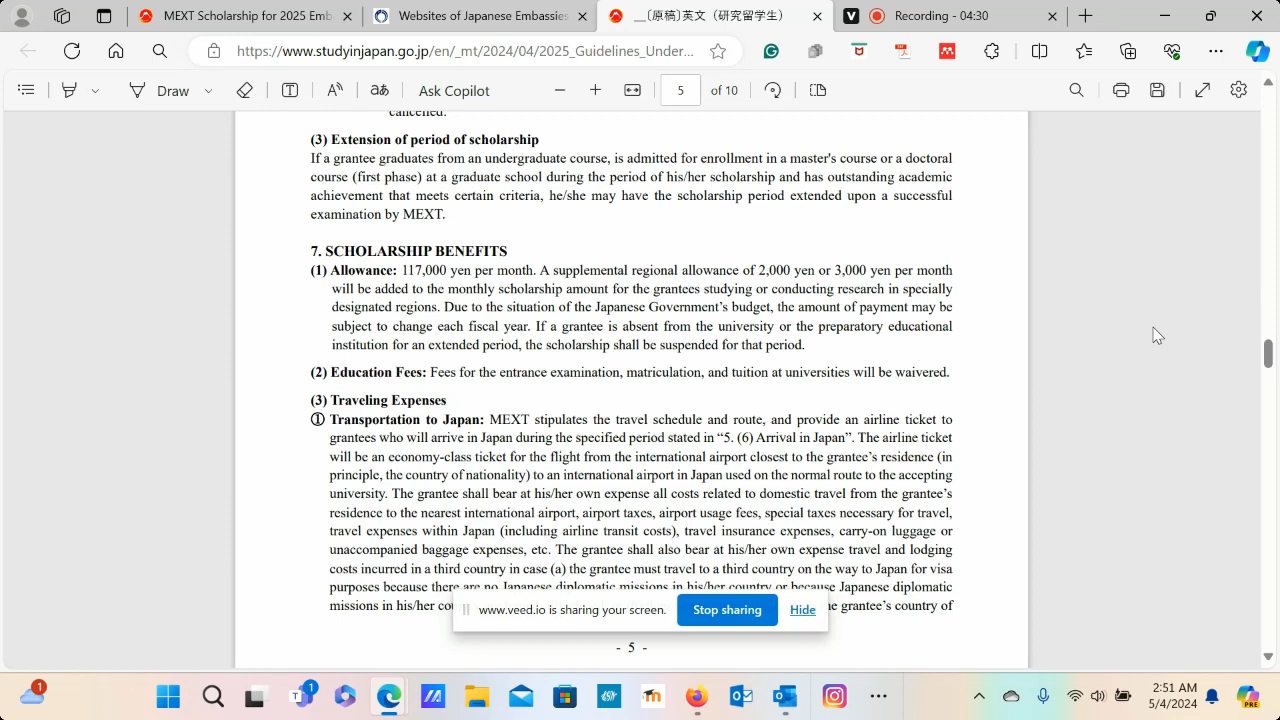 MEXT Scholarship for 2025 Emb
Websites of Japanese Embassies
__〔原稿〕英文（研究留学生）
Recording - 04:30
https://www.studyinjapan.go.jp/en/_mt/2024/04/2025_Guidelines_Under...
Draw
aあ
Ask Copilot
5
of 10
cancelled.
(3) Extension of period of scholarship
If a grantee graduates from an undergraduate course, is admitted for enrollment in a master's course or a doctoral
course (first phase) at a graduate school during the period of his/her scholarship and has outstanding academic
achievement that meets certain criteria, he/she may have the scholarship period extended upon a successful
examination by MEXT.
7. SCHOLARSHIP BENEFITS
(1) Allowance: 117,000 yen per month. A supplemental regional allowance of 2,000 yen or 3,000 yen per month
will be added to the monthly scholarship amount for the grantees studying or conducting research in specially
designated regions. Due to the situation of the Japanese Government’s budget, the amount of payment may be
subject to change each fiscal year. If a grantee is absent from the university or the preparatory educational
institution for an extended period, the scholarship shall be suspended for that period.
(2) Education Fees: Fees for the entrance examination, matriculation, and tuition at universities will be waivered.
(3) Traveling Expenses
① Transportation to Japan: MEXT stipulates the travel schedule and route, and provide an airline ticket to
grantees who will arrive in Japan during the specified period stated in “5. (6) Arrival in Japan”. The airline ticket
will be an economy-class ticket for the flight from the international airport closest to the grantee’s residence (in
principle, the country of nationality) to an international airport in Japan used on the normal route to the accepting
university. The grantee shall bear at his/her own expense all costs related to domestic travel from the grantee’s
residence to the nearest international airport, airport taxes, airport usage fees, special taxes necessary for travel,
travel expenses within Japan (including airline transit costs), travel insurance expenses, carry-on luggage or
unaccompanied baggage expenses, etc. The grantee shall also bear at his/her own expense travel and lodging
costs incurred in a third country in case (a) the grantee must travel to a third country on the way to Japan for visa
purposes because there are no Japanese diplomatic missions in his/her country or because Japanese diplomatic
missions in his/her
the grantee’s country of
www.veed.io is sharing your screen.
Stop sharing
Hide
- 5 -
1
1
2:51 AM
5/4/2024
PRE